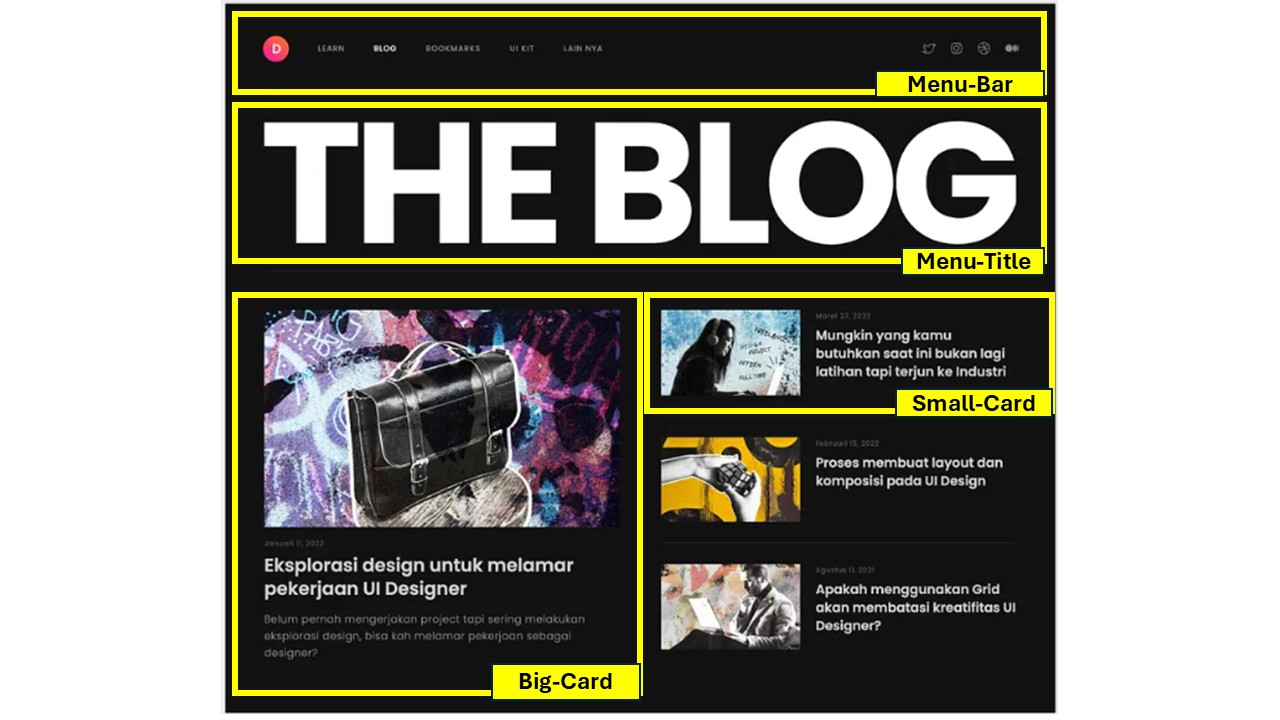 D LEARN BLOG BOOKMARKS UI KIT LAIN NYA
Menu-Bar
THE BLOG
Menu-Title
Januari 11, 2022
Eksplorasi design untuk melamar
pekerjaan UI Designer
Belum pernah mengerjakan project tapi sering melakukan
eksplorasi design, bisa kah melamar pekerjaan sebagai
designer?
Big-Card
Maret 27, 2022
Mungkin yang kamu
butuhkan saat ini bukan lagi
latihan tapi terjun ke Industri
Small-Card
Februari 15, 2022
Proses membuat layout dan
komposisi pada UI Design
Agustus 11, 2021
Apakah menggunakan Grid
akan membatasi kreatifitas UI
Designer?